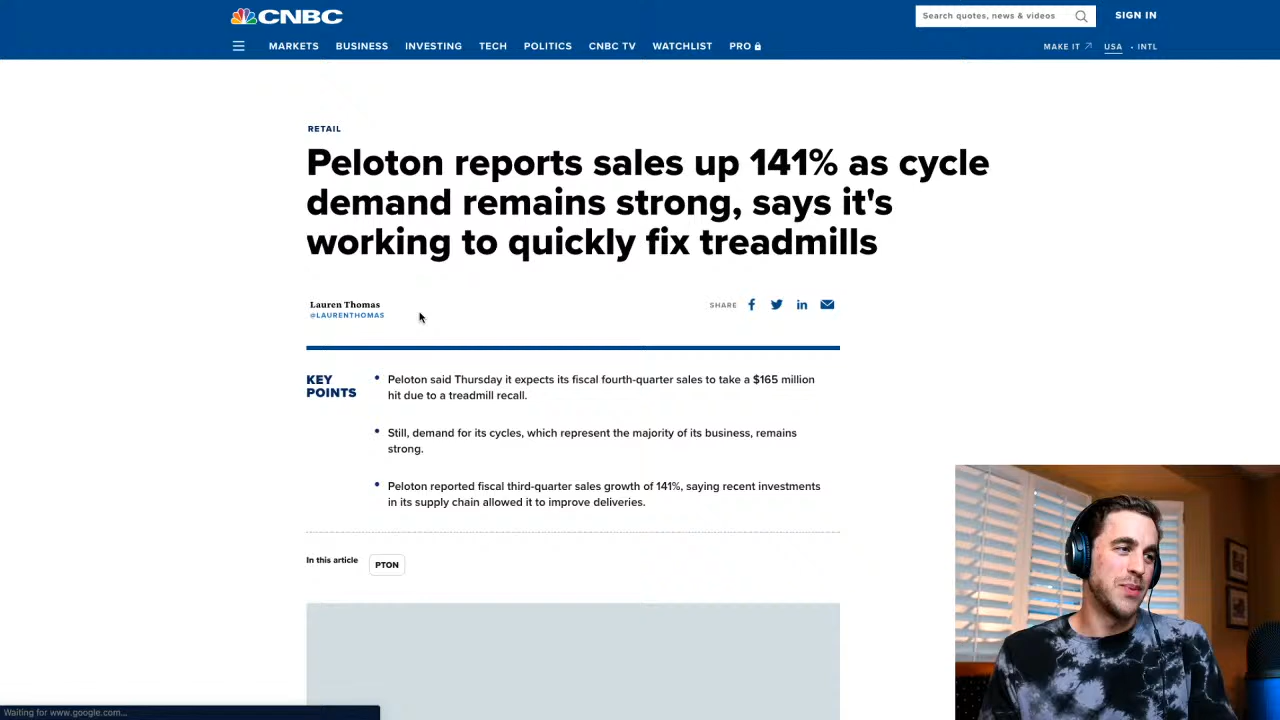 CNBC
Search quotes, news & videos
SIGN IN
MARKETS BUSINESS INVESTING TECH POLITICS CNBC TV WATCHLIST PRO
MAKE IT USA • INTL
RETAIL
Peloton reports sales up 141% as cycle
demand remains strong, says it's
working to quickly fix treadmills
Lauren Thomas
@LAURENTHOMAS
SHARE
KEY
POINTS
• Peloton said Thursday it expects its fiscal fourth-quarter sales to take a $165 million
hit due to a treadmill recall.
• Still, demand for its cycles, which represent the majority of its business, remains
strong.
• Peloton reported fiscal third-quarter sales growth of 141%, saying recent investments
in its supply chain allowed it to improve deliveries.
In this article
PTON
Waiting for www.google.com...